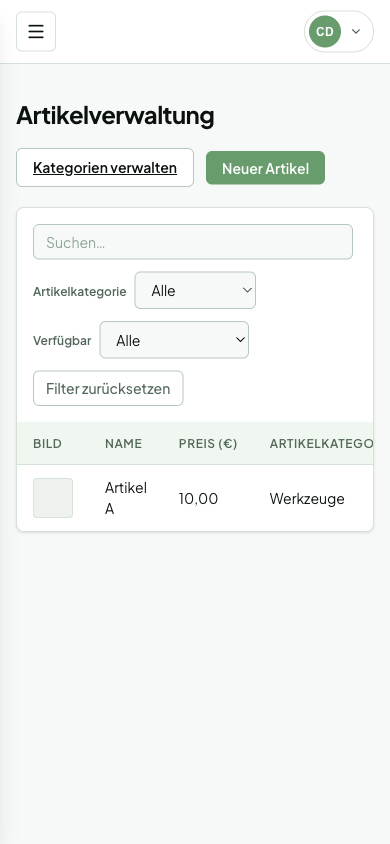 CD
Artikelverwaltung
Kategorien verwalten
Neuer Artikel
Suchen...
Artikelkategorie Alle
Verfügbar Alle
Filter zurücksetzen
BILD NAME PREIS (€) ARTIKELKATEGO
Artikel
A 10,00 Werkzeuge